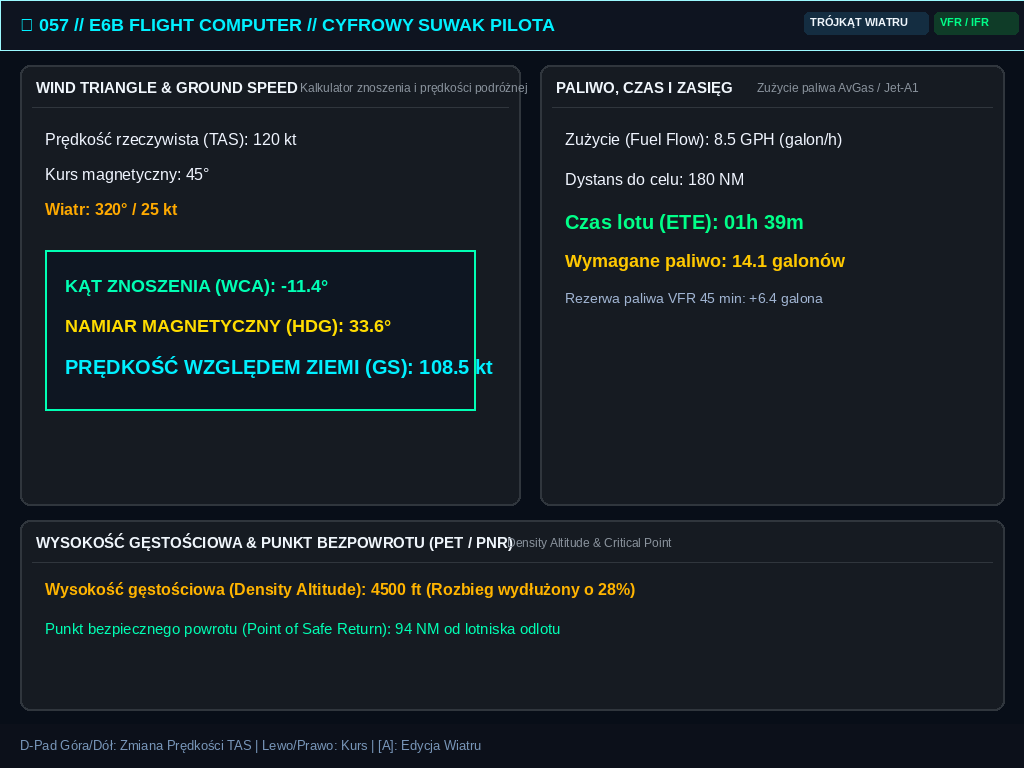 057 // E6B FLIGHT COMPUTER // CYFROWY SUWAK PILOTA
TRÓJKĄT WIATRU
VFR / IFR
WIND TRIANGLE & GROUND SPEED Kalkulator znoszenia i prędkości podróżnej
Prędkość rzeczywista (TAS): 120 kt
Kurs magnetyczny: 45°
Wiatr: 320° / 25 kt
KĄT ZNOSZENIA (WCA): -11.4°
NAMIAR MAGNETYCZNY (HDG): 33.6°
PRĘDKOŚĆ WZGLĘDEM ZIEMI (GS): 108.5 kt
PALIWO, CZAS I ZASIĘG Zużycie paliwa AvGas / Jet-A1
Zużycie (Fuel Flow): 8.5 GPH (galon/h)
Dystans do celu: 180 NM
Czas lotu (ETE): 01h 39m
Wymagane paliwo: 14.1 galonów
Rezerwa paliwa VFR 45 min: +6.4 galona
WYSOKOŚĆ GĘSTOŚCIOWA & PUNKT BEZPOWROTU (PET / PNR) Density Altitude & Critical Point
Wysokość gęstościowa (Density Altitude): 4500 ft (Rozbieg wydłużony o 28%)
Punkt bezpiecznego powrotu (Point of Safe Return): 94 NM od lotniska odlotu
D-Pad Góra/Dół: Zmiana Prędkości TAS | Lewo/Prawo: Kurs | [A]: Edycja Wiatru